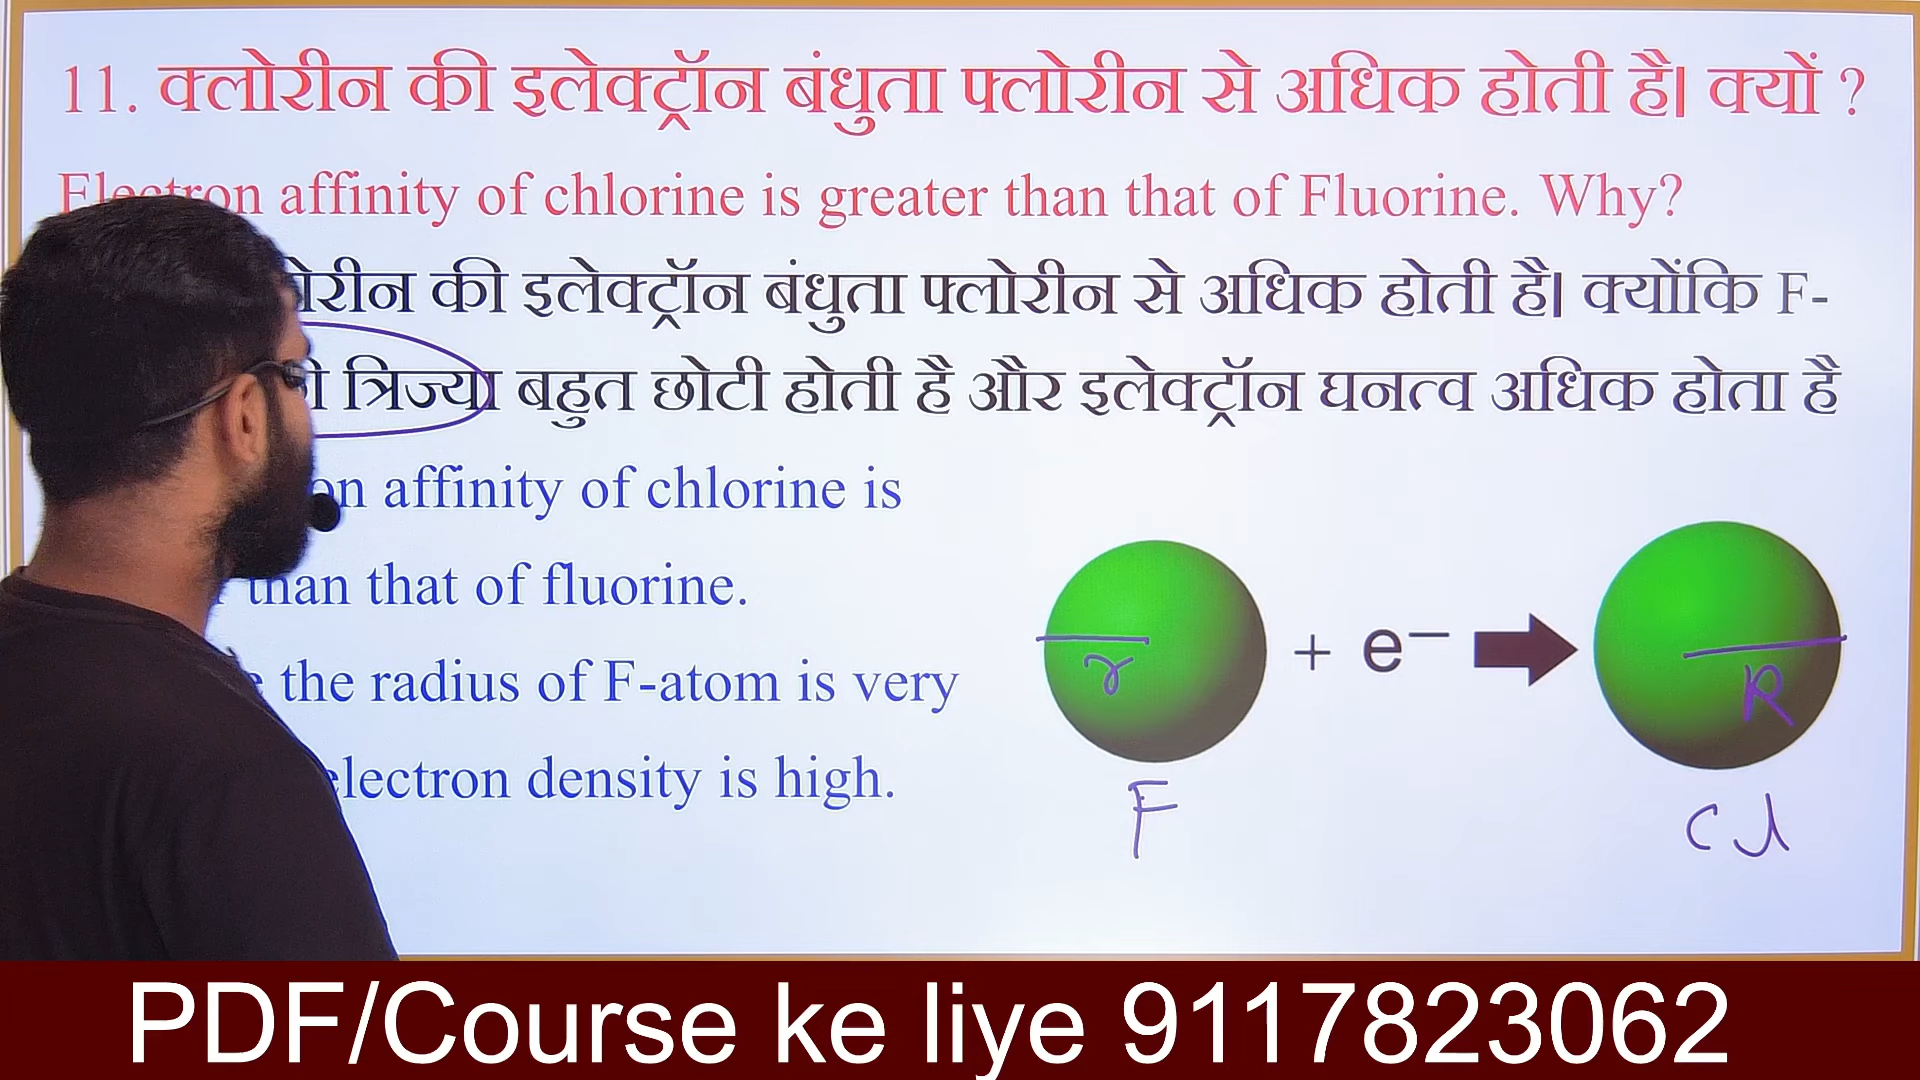 11. क्लोरीन की इलेक्ट्रॉन बंधुता फ्लोरीन से अधिक होती है। क्यों ?
Electron affinity of chlorine is greater than that of Fluorine. Why?
की इलेक्ट्रॉन बंधुता फ्लोरीन से अधिक होती है। क्योंकि F-
त्रिज्या बहुत छोटी होती है और इलेक्ट्रॉन घनत्व अधिक होता है
affinity of chlorine is
than that of fluorine.
the radius of F-atom is very
electron density is high.
r
+ e⁻
R
F
Cl
PDF/Course ke liye 9117823062